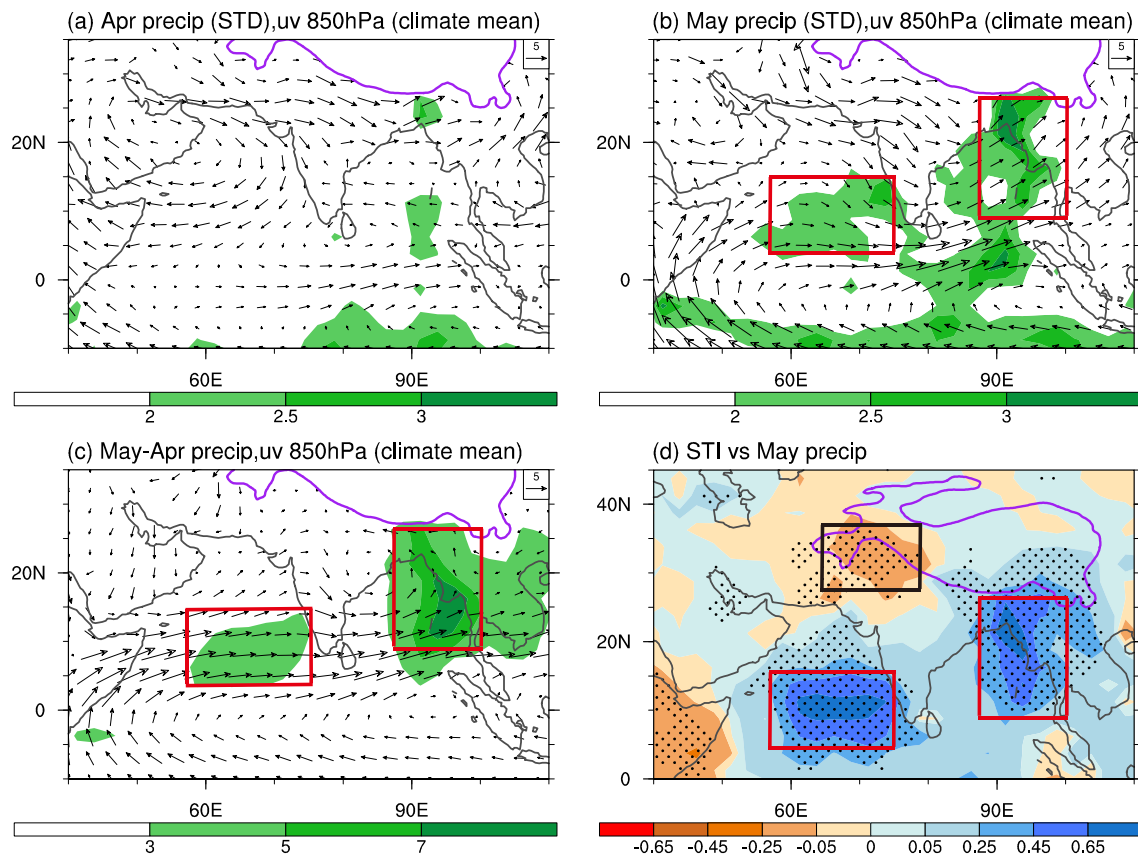 (a) Apr precip (STD),uv 850hPa (climate mean)
5
20N
0
60E 90E
2 2.5 3
(b) May precip (STD),uv 850hPa (climate mean)
5
20N
0
60E 90E
2 2.5 3
(c) May-Apr precip,uv 850hPa (climate mean)
5
20N
0
60E 90E
3 5 7
(d) STI vs May precip
40N
20N
0
60E 90E
-0.65 -0.45 -0.25 -0.05 0 0.05 0.25 0.45 0.65